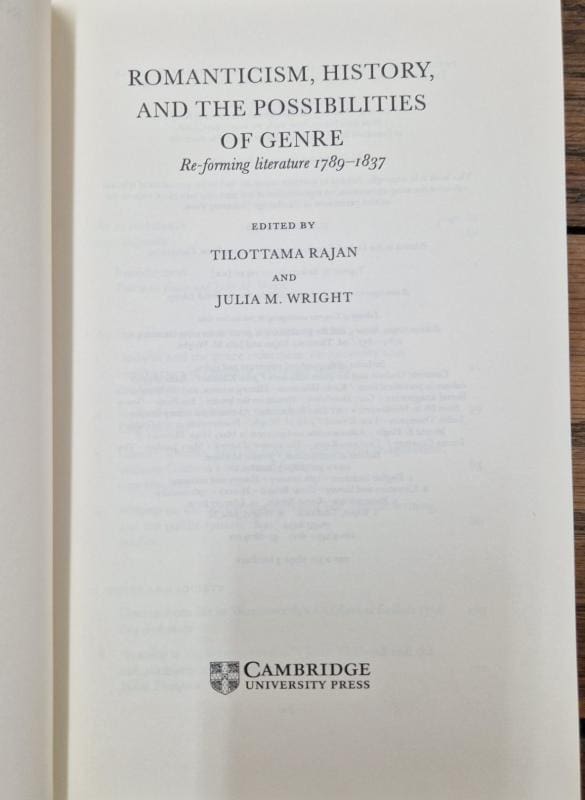 ROMANTICISM, HISTORY,
AND THE POSSIBILITIES
OF GENRE
Re-forming literature 1789–1837
EDITED BY
TILOTTAMA RAJAN
AND
JULIA M. WRIGHT
CAMBRIDGE
UNIVERSITY PRESS